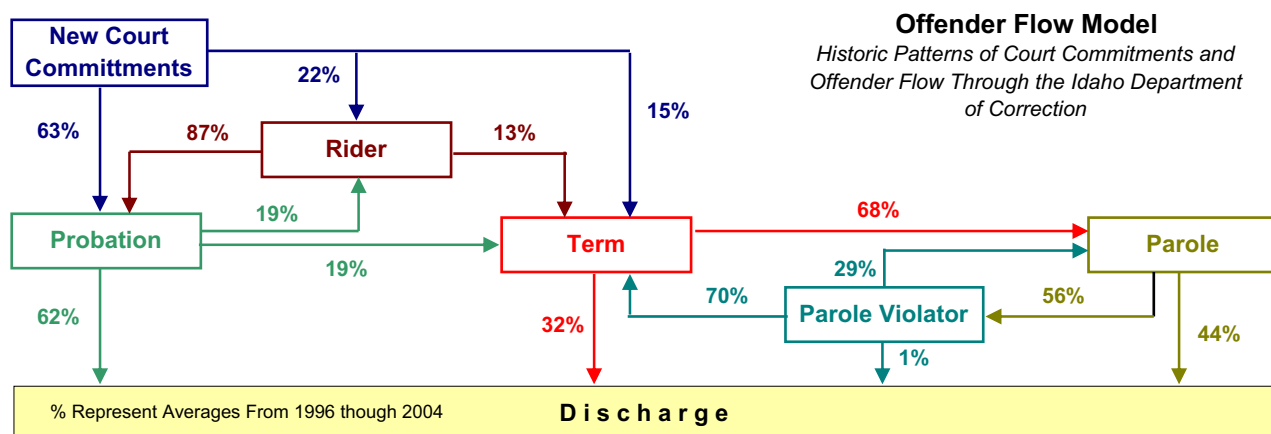 Offender Flow Model
Historic Patterns of Court Commitments and
Offender Flow Through the Idaho Department
of Correction
New Court
Committments
22%
63%
15%
87%
Rider
13%
Probation
19%
19%
Term
68%
Parole
29%
70%
Parole Violator
56%
62%
32%
1%
44%
% Represent Averages From 1996 though 2004
Discharge